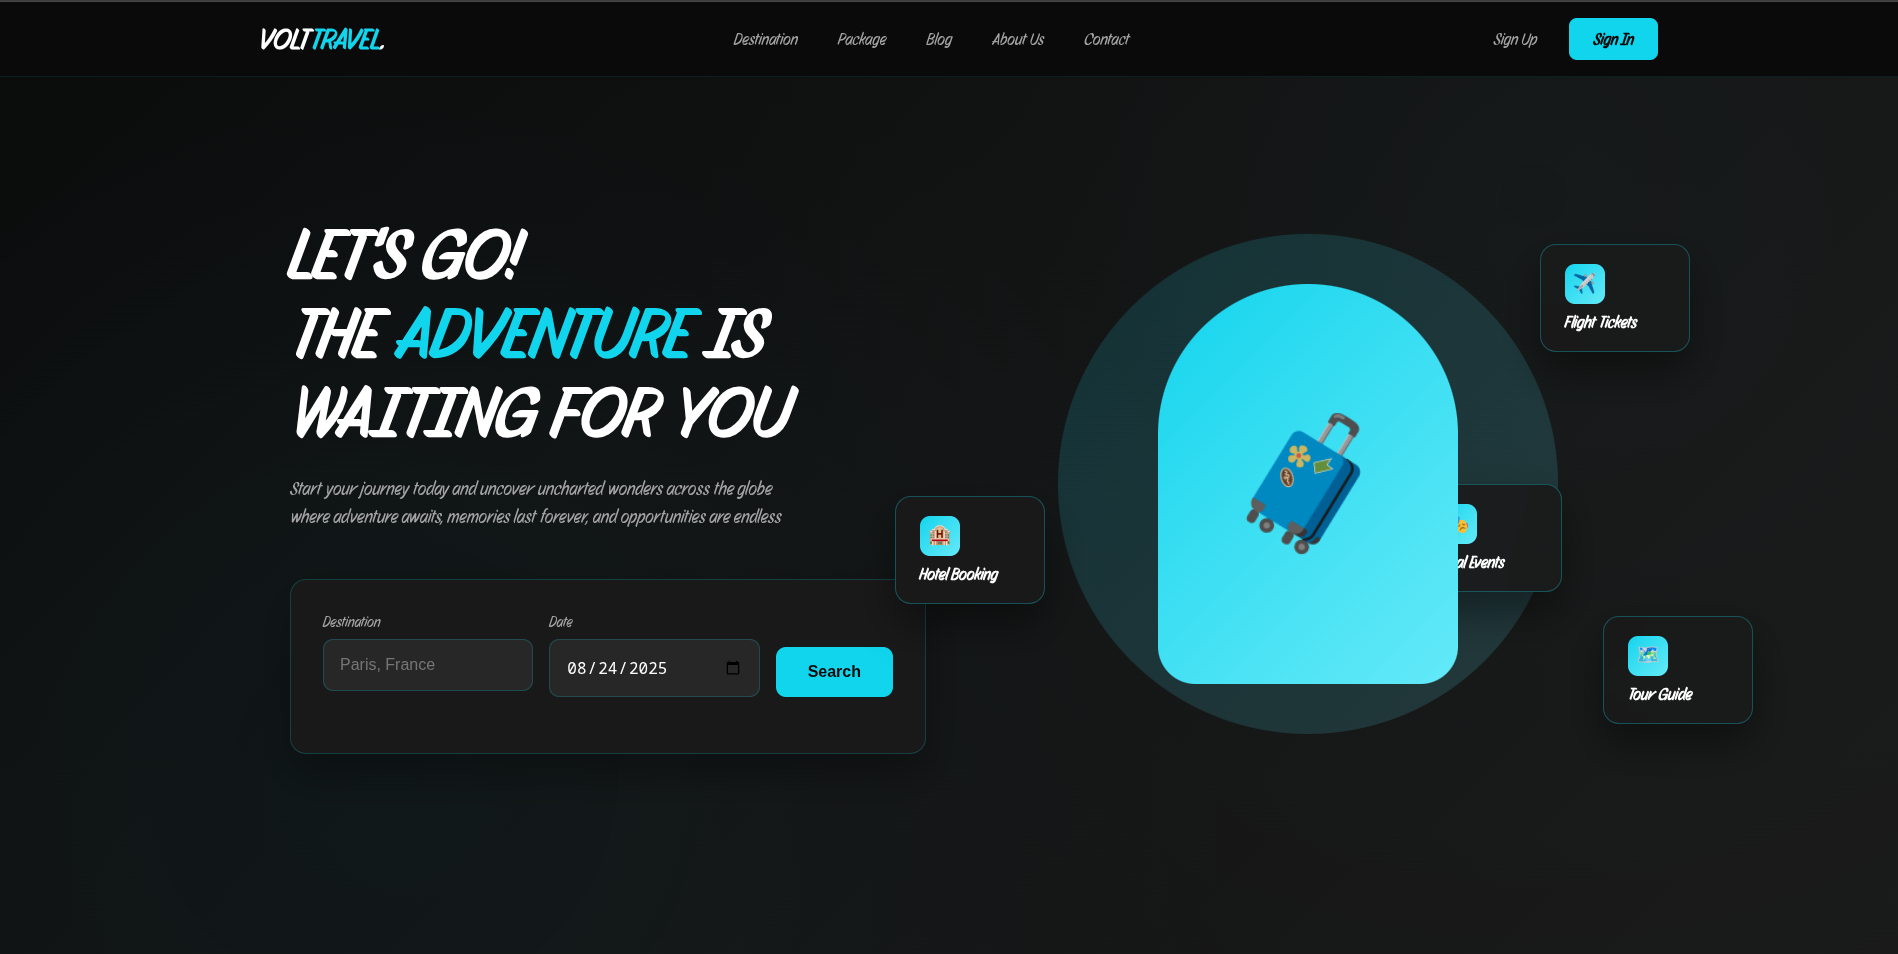 VOLTTRAVEL.
Destination
Package
Blog
About Us
Contact
Sign Up
Sign In
LET'S GO!
THE ADVENTURE IS
WAITING FOR YOU
Start your journey today and uncover uncharted wonders across the globe
where adventure awaits, memories last forever, and opportunities are endless
Destination
Date
Paris, France
08/24/2025
Search
Flight Tickets
Hotel Booking
al Events
Tour Guide